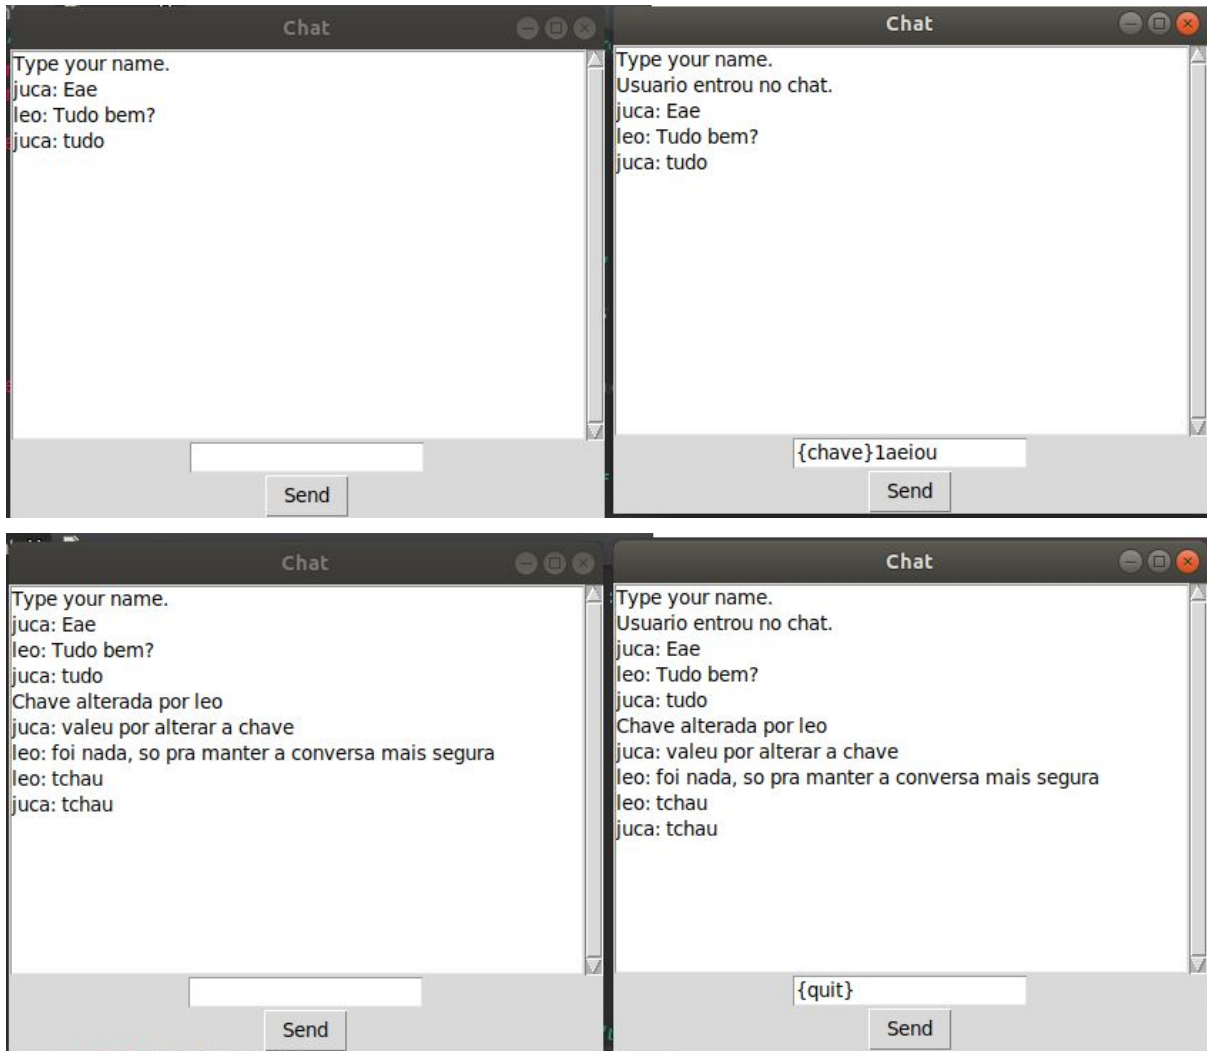 Chat
Type your name.
juca: Eae
leo: Tudo bem?
juca: tudo
Send
Chat
Type your name.
Usuario entrou no chat.
juca: Eae
leo: Tudo bem?
juca: tudo
{chave}1aeiou
Send
Chat
Type your name.
juca: Eae
leo: Tudo bem?
juca: tudo
Chave alterada por leo
juca: valeu por alterar a chave
leo: foi nada, so pra manter a conversa mais segura
leo: tchau
juca: tchau
Send
Chat
Type your name.
Usuario entrou no chat.
juca: Eae
leo: Tudo bem?
juca: tudo
Chave alterada por leo
juca: valeu por alterar a chave
leo: foi nada, so pra manter a conversa mais segura
leo: tchau
juca: tchau
{quit}
Send